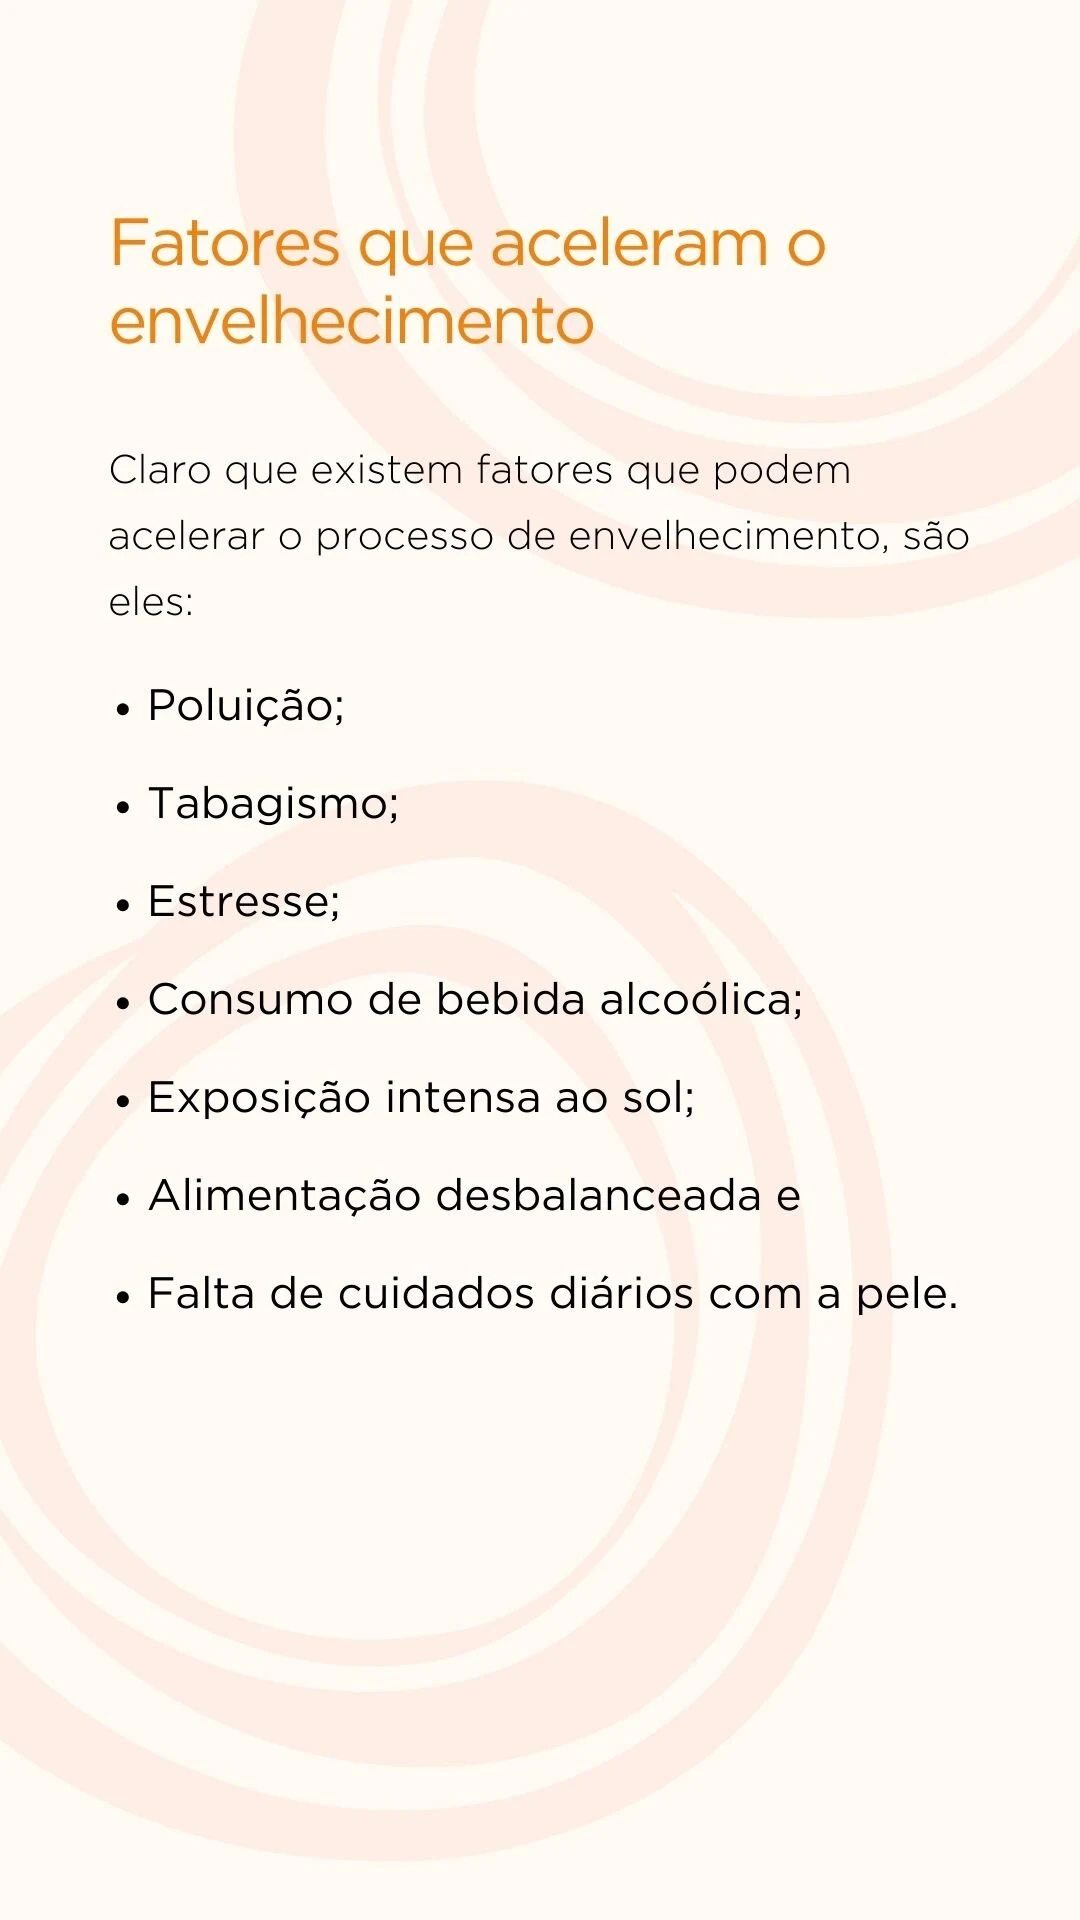 Fatores que aceleram o
envelhecimento
Claro que existem fatores que podem
acelerar o processo de envelhecimento, são
eles:
• Poluição;
• Tabagismo;
• Estresse;
• Consumo de bebida alcoólica;
• Exposição intensa ao sol;
• Alimentação desbalanceada e
• Falta de cuidados diários com a pele.